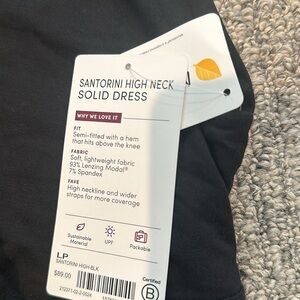 SANTORINI HIGH NECK
SOLID DRESS
WHY WE LOVE IT
FIT
Semi-fitted with a hem
that hits above the knee
FABRIC
Soft, lightweight fabric
93% Lenzing Modal®
7% Spandex
FAVE
High neckline and wider
straps for more coverage
Sustainable
Material
UPF
Packable
LP
SANTORINI HIGH-BLK
$89.00
Certified
B